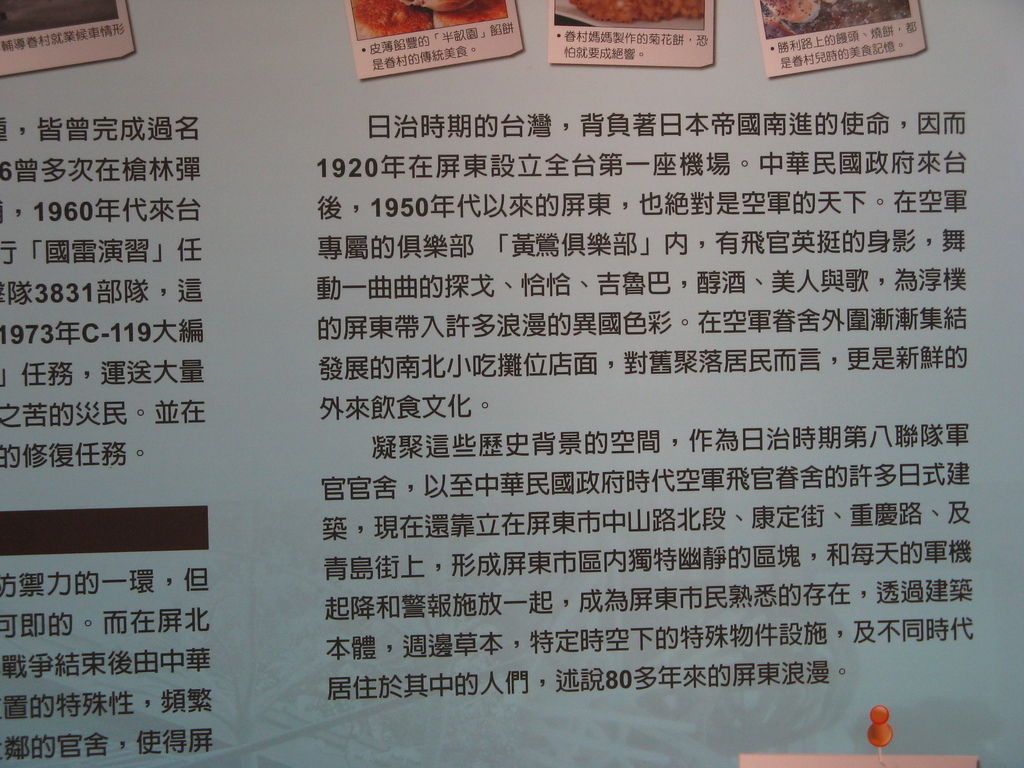 輔導眷村就業候車情形
• 皮薄餡豐的「半畝園」餡餅
是眷村的傳統美食。
• 眷村媽媽製作的菊花餅，恐
怕就要成絕響。
• 勝利路上的饅頭、燒餅，都
是眷村兒時的美食記憶。
，皆曾完成過名
6曾多次在槍林彈
，1960年代來台
行「國雷演習」任
隊3831部隊，這
1973年C-119大編
」任務，運送大量
之苦的災民。並在
的修復任務。
防禦力的一環，但
可即的。而在屏北
戰爭結束後由中華
置的特殊性，頻繁
鄰的官舍，使得屏
日治時期的台灣，背負著日本帝國南進的使命，因而
1920年在屏東設立全台第一座機場。中華民國政府來台
後，1950年代以來的屏東，也絕對是空軍的天下。在空軍
專屬的俱樂部 「黃鶯俱樂部」內，有飛官英挺的身影，舞
動一曲曲的探戈、恰恰、吉魯巴，醇酒、美人與歌，為淳樸
的屏東帶入許多浪漫的異國色彩。在空軍眷舍外圍漸漸集結
發展的南北小吃攤位店面，對舊聚落居民而言，更是新鮮的
外來飲食文化。
凝聚這些歷史背景的空間，作為日治時期第八聯隊軍
官官舍，以至中華民國政府時代空軍飛官眷舍的許多日式建
築，現在還靠立在屏東市中山路北段、康定街、重慶路、及
青島街上，形成屏東市區內獨特幽靜的區塊，和每天的軍機
起降和警報施放一起，成為屏東市民熟悉的存在，透過建築
本體，週邊草本，特定時空下的特殊物件設施，及不同時代
居住於其中的人們，述說80多年來的屏東浪漫。